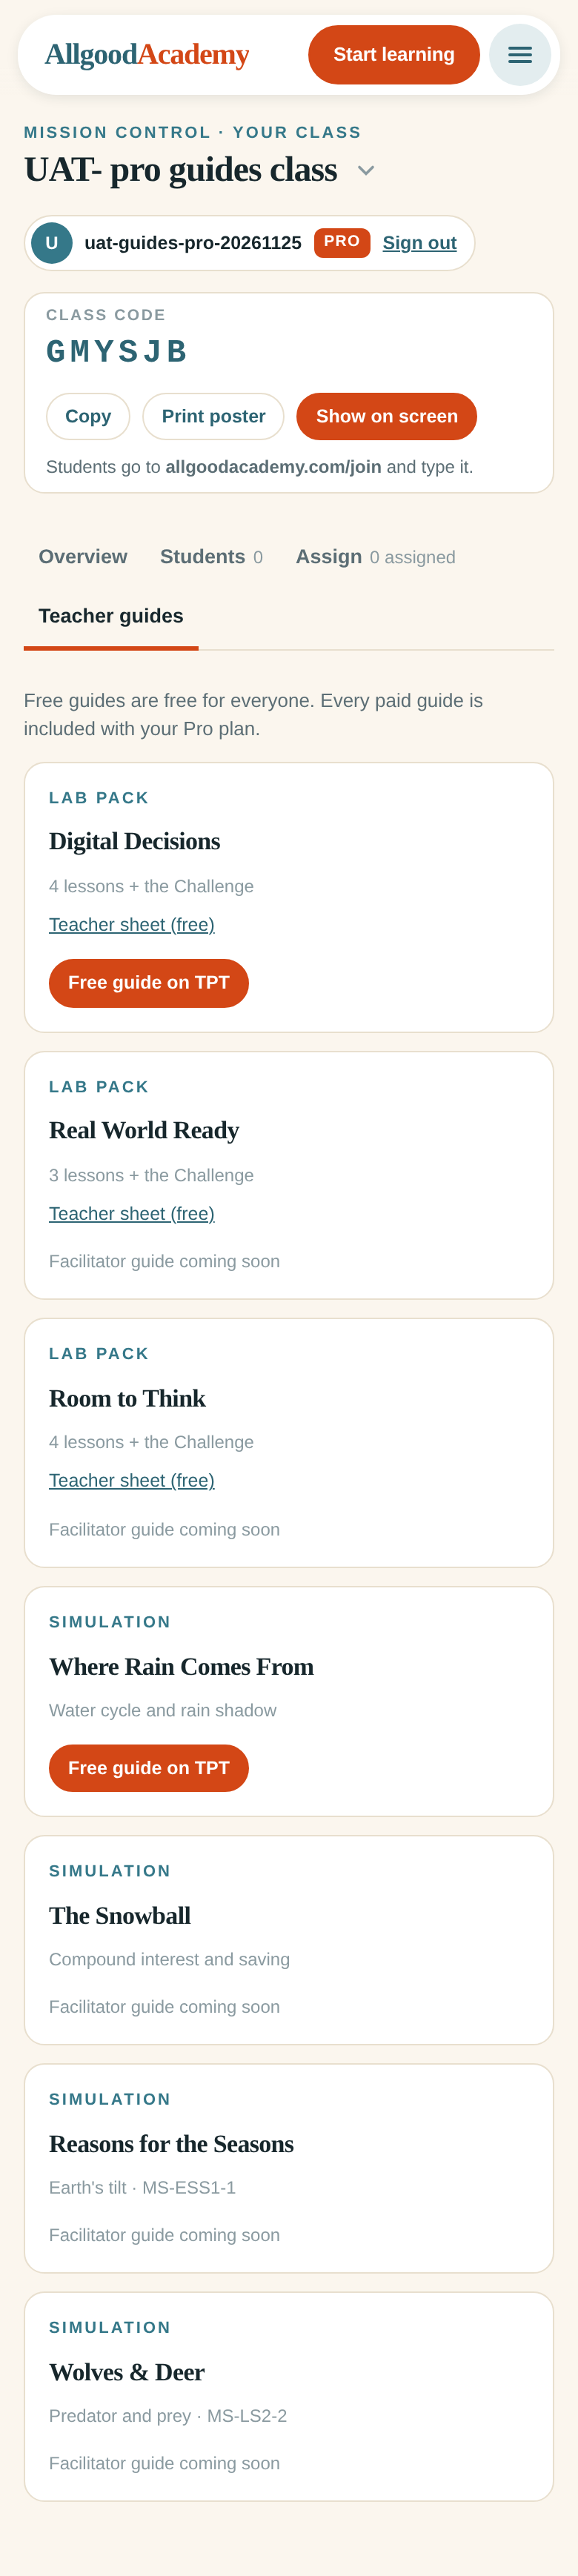 AllgoodAcademy
Start learning
MISSION CONTROL · YOUR CLASS
UAT- pro guides class
U uat-guides-pro-20261125 PRO Sign out
CLASS CODE
GMYSJB
Copy Print poster Show on screen
Students go to allgoodacademy.com/join and type it.
Overview Students 0 Assign 0 assigned
Teacher guides
Free guides are free for everyone. Every paid guide is
included with your Pro plan.
LAB PACK
Digital Decisions
4 lessons + the Challenge
Teacher sheet (free)
Free guide on TPT
LAB PACK
Real World Ready
3 lessons + the Challenge
Teacher sheet (free)
Facilitator guide coming soon
LAB PACK
Room to Think
4 lessons + the Challenge
Teacher sheet (free)
Facilitator guide coming soon
SIMULATION
Where Rain Comes From
Water cycle and rain shadow
Free guide on TPT
SIMULATION
The Snowball
Compound interest and saving
Facilitator guide coming soon
SIMULATION
Reasons for the Seasons
Earth's tilt · MS-ESS1-1
Facilitator guide coming soon
SIMULATION
Wolves & Deer
Predator and prey · MS-LS2-2
Facilitator guide coming soon